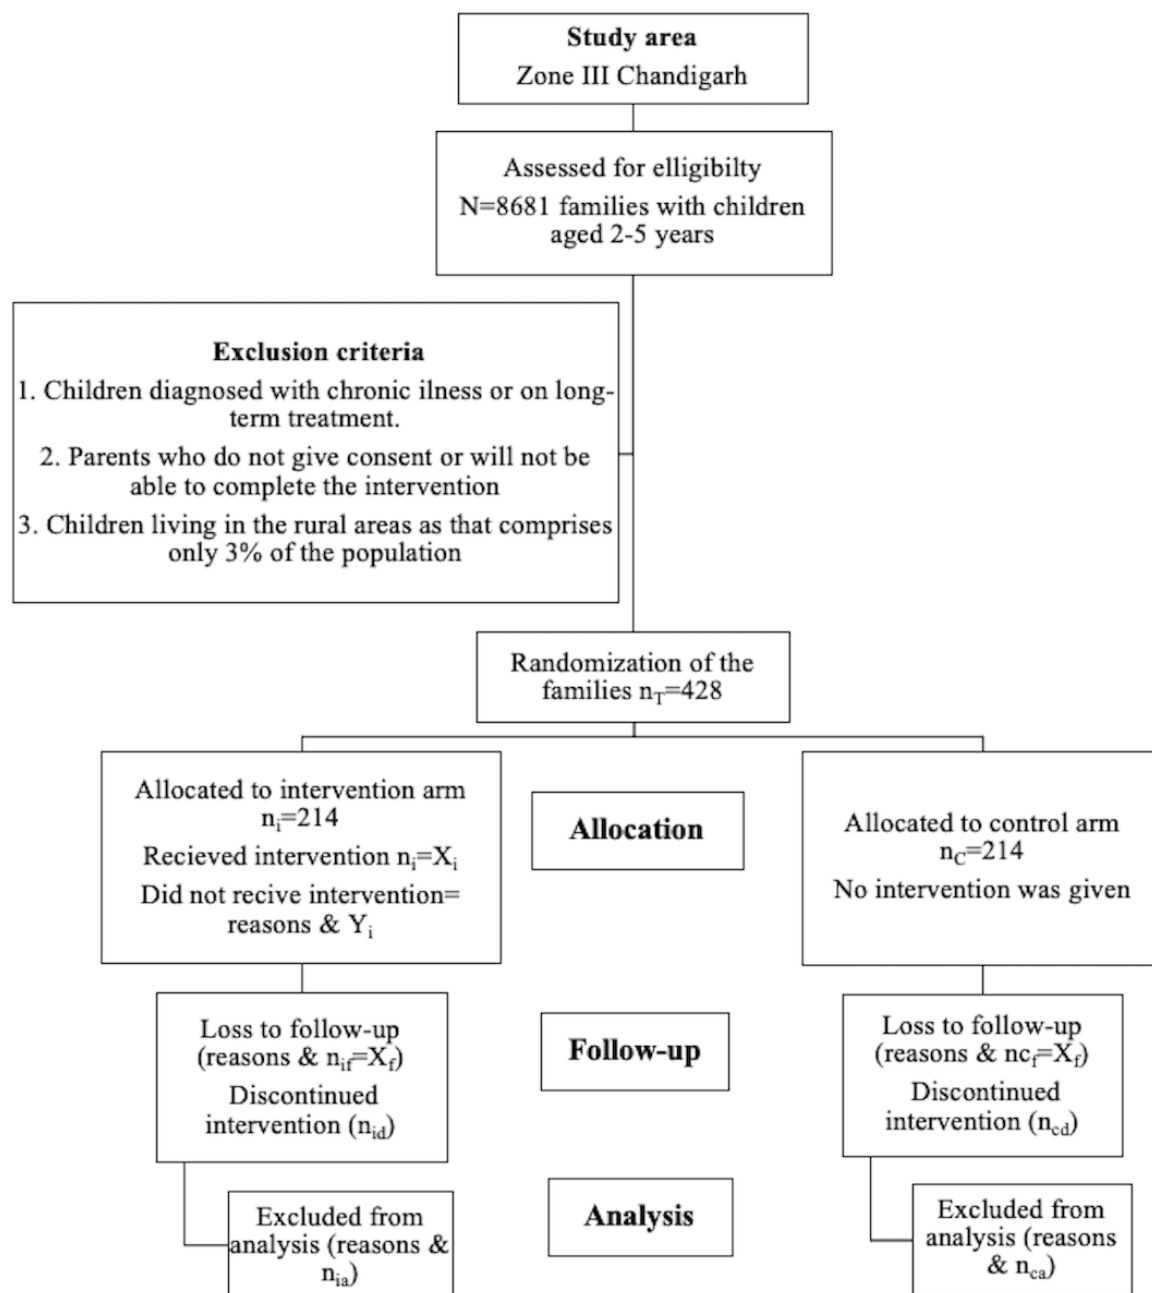 Study area
Zone III Chandigarh
Assessed for elligibilty
N=8681 families with children
aged 2-5 years
Exclusion criteria
1. Children diagnosed with chronic ilness or on long-
term treatment.
2. Parents who do not give consent or will not be
able to complete the intervention
3. Children living in the rural areas as that comprises
only 3% of the population
Randomization of the
families nT=428
Allocated to intervention arm
ni=214
Recieved intervention ni=Xi
Did not recive intervention=
reasons & Yi
Allocation
Allocated to control arm
nC=214
No intervention was given
Loss to follow-up
(reasons & nif=Xf)
Discontinued
intervention (nid)
Follow-up
Loss to follow-up
(reasons & ncf=Xf)
Discontinued
intervention (ncd)
Excluded from
analysis (reasons &
nia)
Analysis
Excluded from
analysis (reasons
& nca)